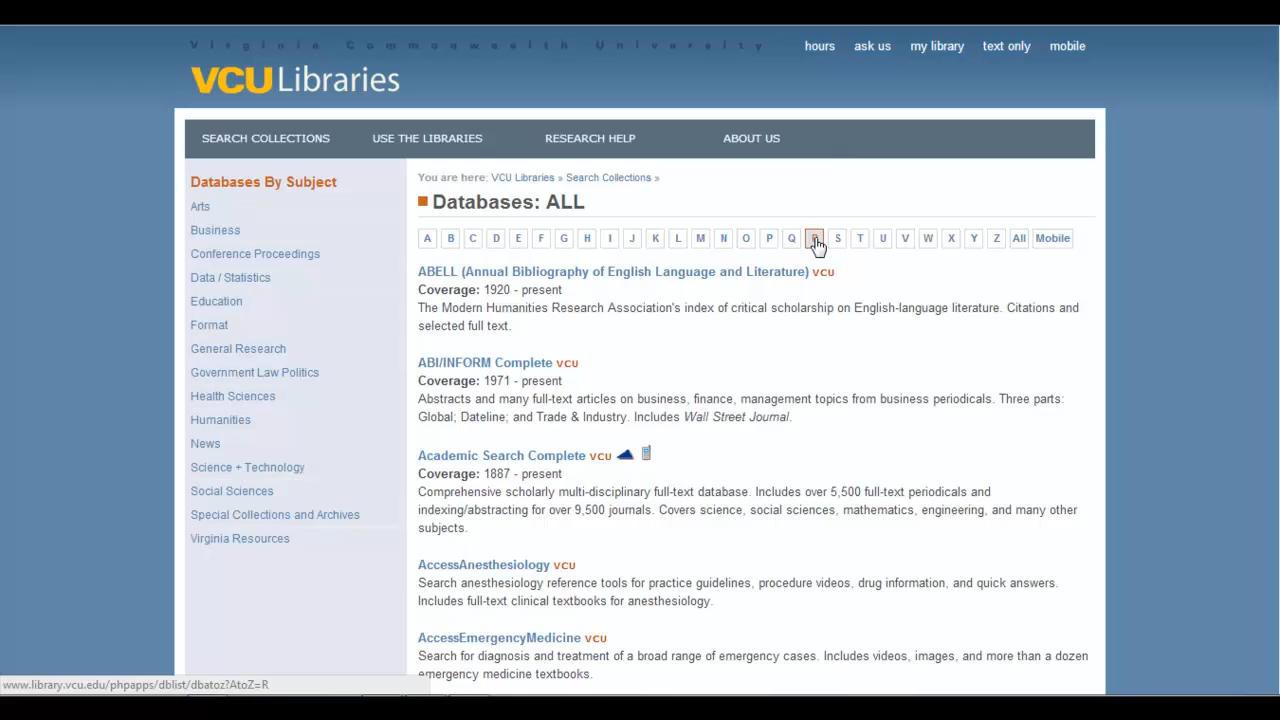 Virginia Commonwealth University
hours ask us my library text only mobile
VCU Libraries
SEARCH COLLECTIONS USE THE LIBRARIES RESEARCH HELP ABOUT US
Databases By Subject
Arts
Business
Conference Proceedings
Data / Statistics
Education
Format
General Research
Government Law Politics
Health Sciences
Humanities
News
Science + Technology
Social Sciences
Special Collections and Archives
Virginia Resources
You are here: VCU Libraries » Search Collections »
Databases: ALL
A B C D E F G H I J K L M N O P Q R S T U V W X Y Z All Mobile
ABELL (Annual Bibliography of English Language and Literature) VCU
Coverage: 1920 - present
The Modern Humanities Research Association's index of critical scholarship on English-language literature. Citations and
selected full text.
ABI/INFORM Complete VCU
Coverage: 1971 - present
Abstracts and many full-text articles on business, finance, management topics from business periodicals. Three parts:
Global; Dateline; and Trade & Industry. Includes Wall Street Journal.
Academic Search Complete VCU
Coverage: 1887 - present
Comprehensive scholarly multi-disciplinary full-text database. Includes over 5,500 full-text periodicals and
indexing/abstracting for over 9,500 journals. Covers science, social sciences, mathematics, engineering, and many other
subjects.
AccessAnesthesiology VCU
Search anesthesiology reference tools for practice guidelines, procedure videos, drug information, and quick answers.
Includes full-text clinical textbooks for anesthesiology.
AccessEmergencyMedicine VCU
Search for diagnosis and treatment of a broad range of emergency cases. Includes videos, images, and more than a dozen
emergency medicine textbooks.
www.library.vcu.edu/phpapps/dblist/dbatoz?AtoZ=R